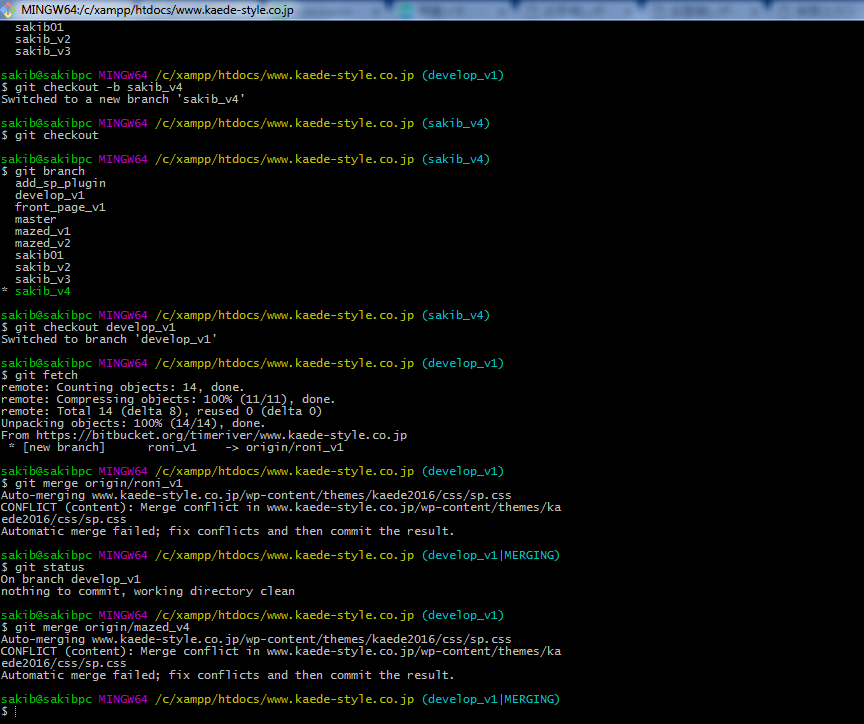 MINGW64:/c/xampp/htdocs/www.kaede-style.co.jp
sakib01
sakib_v2
sakib_v3
sakib@sakibpc MINGW64 /c/xampp/htdocs/www.kaede-style.co.jp (develop_v1)
$ git checkout -b sakib_v4
Switched to a new branch 'sakib_v4'
sakib@sakibpc MINGW64 /c/xampp/htdocs/www.kaede-style.co.jp (sakib_v4)
$ git checkout
sakib@sakibpc MINGW64 /c/xampp/htdocs/www.kaede-style.co.jp (sakib_v4)
$ git branch
add_sp_plugin
develop_v1
front_page_v1
master
mazed_v1
mazed_v2
sakib01
sakib_v2
sakib_v3
* sakib_v4
sakib@sakibpc MINGW64 /c/xampp/htdocs/www.kaede-style.co.jp (sakib_v4)
$ git checkout develop_v1
Switched to branch 'develop_v1'
sakib@sakibpc MINGW64 /c/xampp/htdocs/www.kaede-style.co.jp (develop_v1)
$ git fetch
remote: Counting objects: 14, done.
remote: Compressing objects: 100% (11/11), done.
remote: Total 14 (delta 8), reused 0 (delta 0)
Unpacking objects: 100% (14/14), done.
From https://bitbucket.org/timeriver/www.kaede-style.co.jp
* [new branch]      roni_v1    -> origin/roni_v1
sakib@sakibpc MINGW64 /c/xampp/htdocs/www.kaede-style.co.jp (develop_v1)
$ git merge origin/roni_v1
Auto-merging www.kaede-style.co.jp/wp-content/themes/kaede2016/css/sp.css
CONFLICT (content): Merge conflict in www.kaede-style.co.jp/wp-content/themes/ka
ede2016/css/sp.css
Automatic merge failed; fix conflicts and then commit the result.
sakib@sakibpc MINGW64 /c/xampp/htdocs/www.kaede-style.co.jp (develop_v1|MERGING)
$ git status
On branch develop_v1
nothing to commit, working directory clean
sakib@sakibpc MINGW64 /c/xampp/htdocs/www.kaede-style.co.jp (develop_v1)
$ git merge origin/mazed_v4
Auto-merging www.kaede-style.co.jp/wp-content/themes/kaede2016/css/sp.css
CONFLICT (content): Merge conflict in www.kaede-style.co.jp/wp-content/themes/ka
ede2016/css/sp.css
Automatic merge failed; fix conflicts and then commit the result.
sakib@sakibpc MINGW64 /c/xampp/htdocs/www.kaede-style.co.jp (develop_v1|MERGING)
$